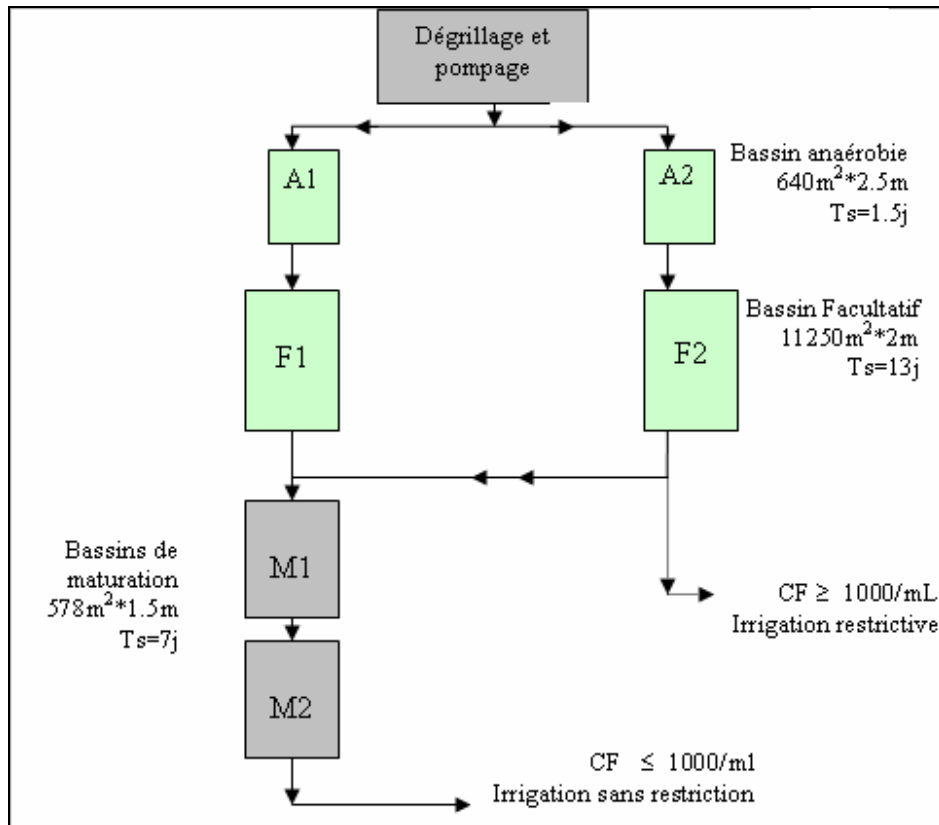 Dégrillage et
pompage
A1
A2
Bassin anaérobie
640m²*2.5m
Ts=1.5j
F1
F2
Bassin Facultatif
11250m²*2m
Ts=13j
Bassins de
maturation
578m²*1.5m
Ts=7j
M1
CF ≥ 1000/mL
Irrigation restrictive
M2
CF ≤ 1000/ml
Irrigation sans restriction